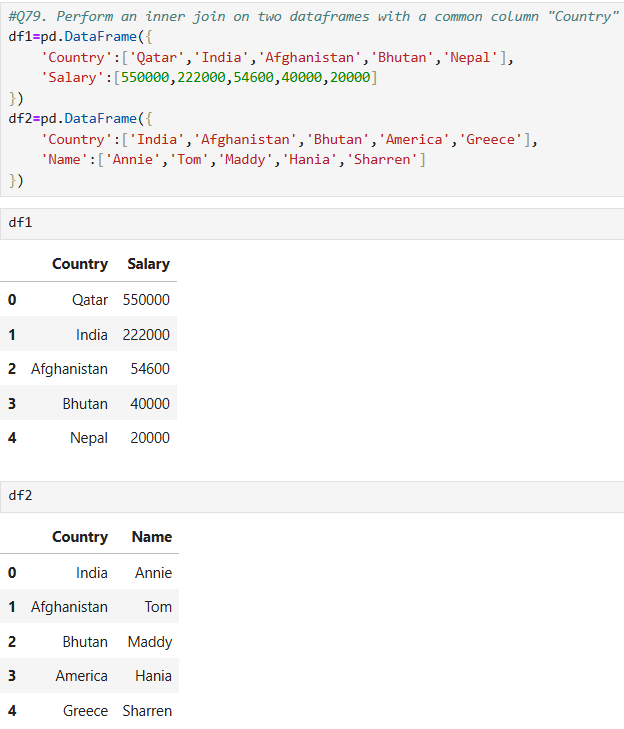 #Q79. Perform an inner join on two dataframes with a common column "Country"
df1=pd.DataFrame({
    'Country':['Qatar','India','Afghanistan','Bhutan','Nepal'],
    'Salary':[550000,222000,54600,40000,20000]
})
df2=pd.DataFrame({
    'Country':['India','Afghanistan','Bhutan','America','Greece'],
    'Name':['Annie','Tom','Maddy','Hania','Sharren']
})
df1
Country Salary
0 Qatar 550000
1 India 222000
2 Afghanistan 54600
3 Bhutan 40000
4 Nepal 20000
df2
Country Name
0 India Annie
1 Afghanistan Tom
2 Bhutan Maddy
3 America Hania
4 Greece Sharren